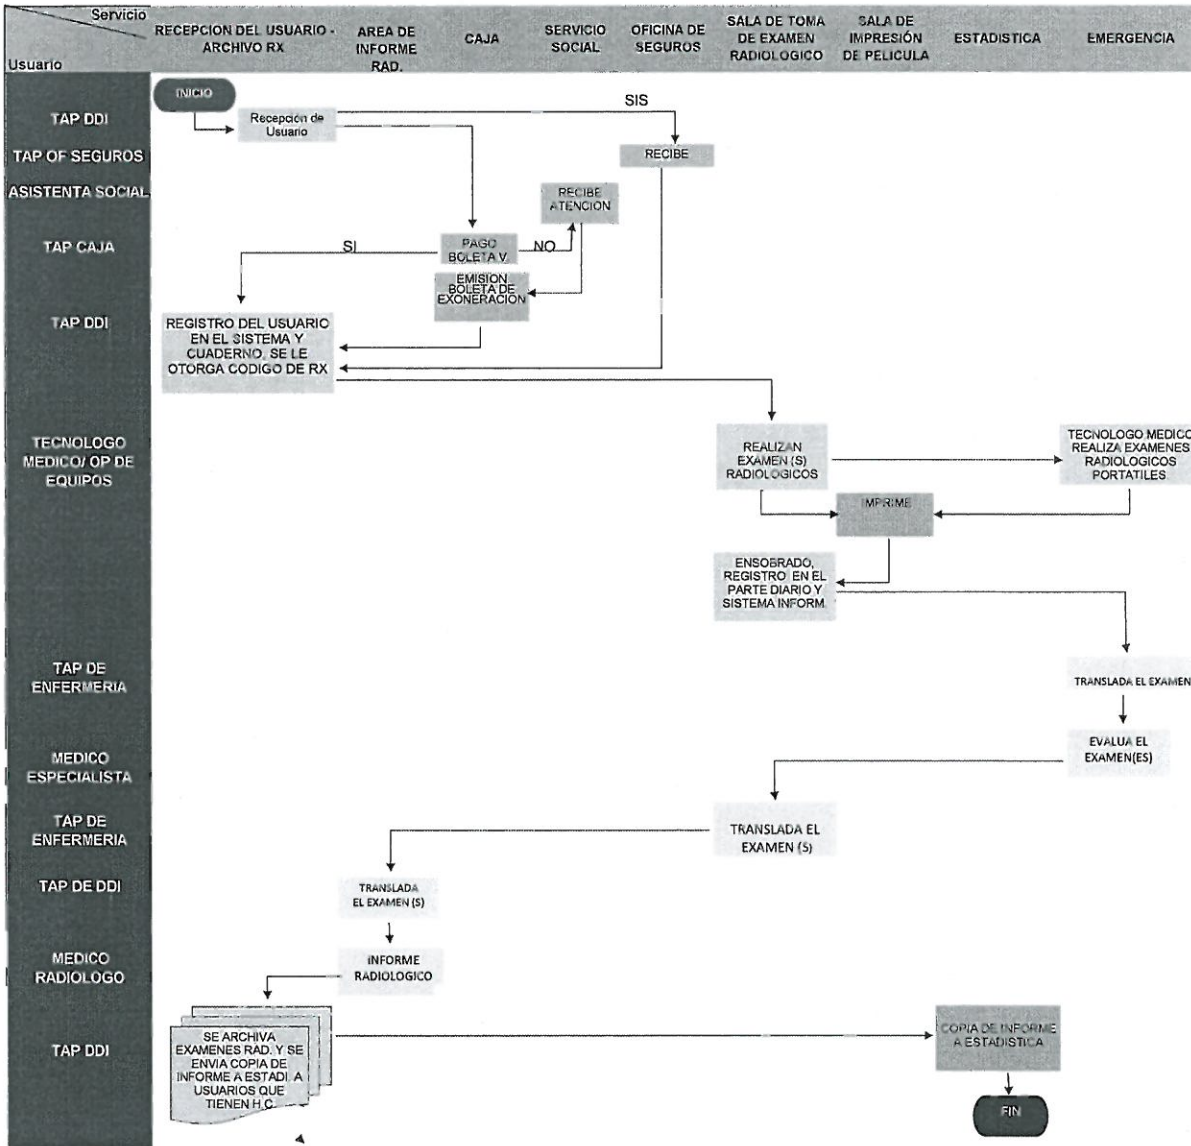 Servicio
Usuario
RECEPCION DEL USUARIO -
ARCHIVO RX
AREA DE
INFORME
RAD.
CAJA
SERVICIO
SOCIAL
OFICINA DE
SEGUROS
SALA DE TOMA
DE EXAMEN
RADIOLOGICO
SALA DE
IMPRESIÓN
DE PELICULA
ESTADISTICA
EMERGENCIA
TAP DDI
INICIO
Recepción de
Usuario
SIS
TAP OF SEGUROS
RECIBE
ASISTENTA SOCIAL
RECIBE
ATENCION
TAP CAJA
SI
PAGO
BOLETA V.
NO
EMISION
BOLETA DE
EXONERACION
TAP DDI
REGISTRO DEL USUARIO
EN EL SISTEMA Y
CUADERNO, SE LE
OTORGA CODIGO DE RX
TECNOLOGO
MEDICO/ OP DE
EQUIPOS
REALIZAN
EXAMEN (S)
RADIOLOGICOS
TECNOLOGO MEDICO
REALIZA EXAMENES
RADIOLOGICOS
PORTATILES
IMPRIME
ENSOBRADO,
REGISTRO EN EL
PARTE DIARIO Y
SISTEMA INFORM.
TAP DE
ENFERMERIA
TRANSLADA EL EXAMEN
MEDICO
ESPECIALISTA
EVALUA EL
EXAMEN(ES)
TAP DE
ENFERMERIA
TRANSLADA EL
EXAMEN (S)
TAP DE DDI
TRANSLADA
EL EXAMEN (S)
MEDICO
RADIOLOGO
INFORME
RADIOLOGICO
TAP DDI
SE ARCHIVA
EXAMENES RAD. Y SE
ENVIA COPIA DE
INFORME A ESTADI. A
USUARIOS QUE
TIENEN H.C.
COPIA DE INFORME
A ESTADISTICA
FIN